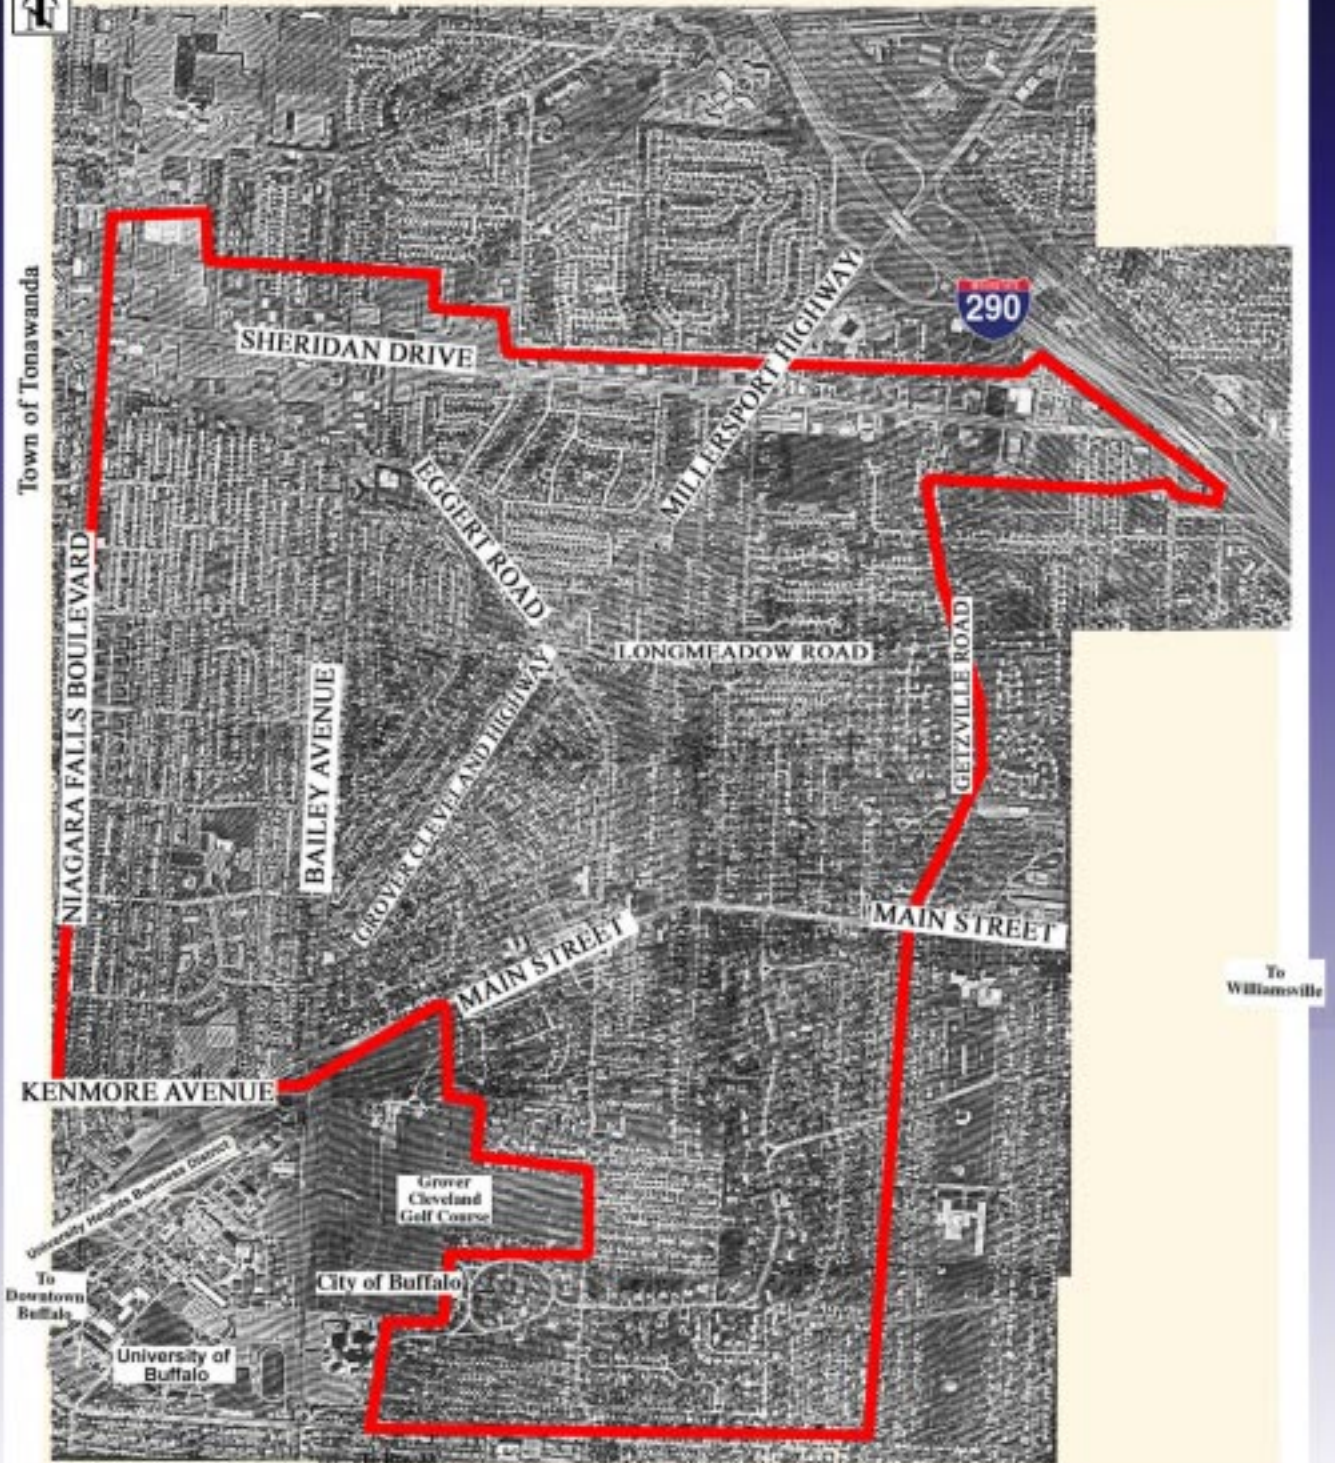 N
Town of Tonawanda
INTERSTATE
290
SHERIDAN DRIVE
MILLERSPORT HIGHWAY
EGGERT ROAD
LONGMEADOW ROAD
NIAGARA FALLS BOULEVARD
BAILEY AVENUE
GROVER CLEVELAND HIGHWAY
GETZVILLE ROAD
MAIN STREET
MAIN STREET
To
Williamsville
KENMORE AVENUE
University Heights Business District
Grover
Cleveland
Golf Course
To
Downtown
Buffalo
City of Buffalo
University of
Buffalo